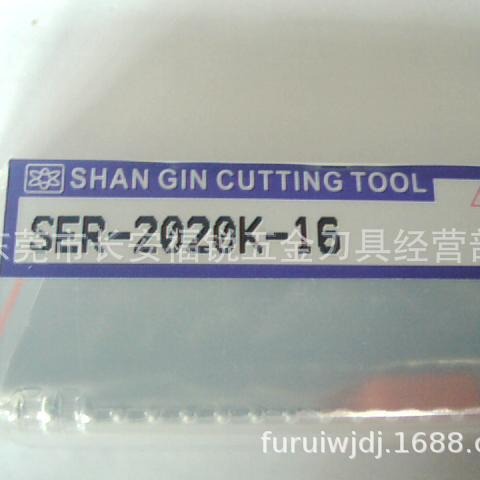 SHAN GIN CUTTING TOOL
SER-2020K-16
东莞市长安福锐五金刀具经营部
furuiwjdj.1688.c